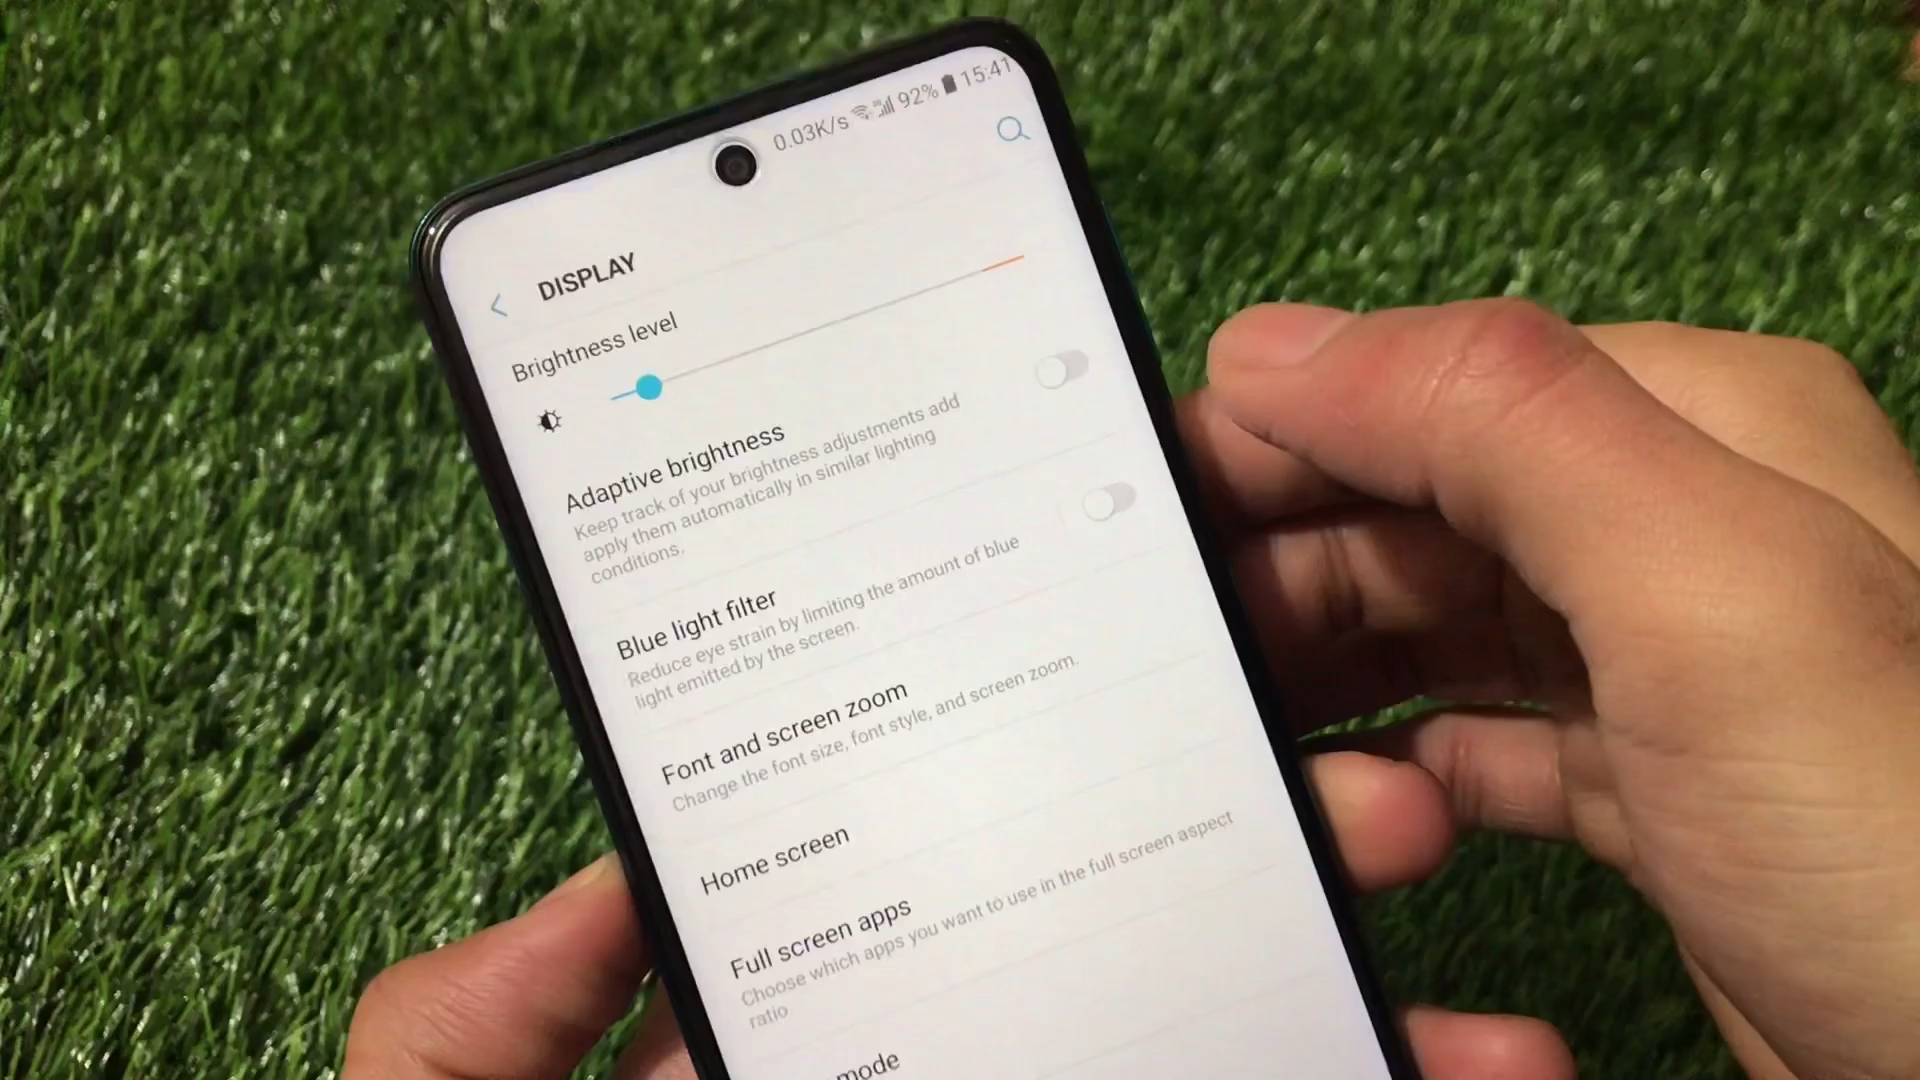 0.03K/s 92% 15:41
DISPLAY
Brightness level
Adaptive brightness
Keep track of your brightness adjustments add
apply them automatically in similar lighting
conditions.
Blue light filter
Reduce eye strain by limiting the amount of blue
light emitted by the screen.
Font and screen zoom
Change the font size, font style, and screen zoom.
Home screen
Full screen apps
Choose which apps you want to use in the full screen aspect
ratio
mode